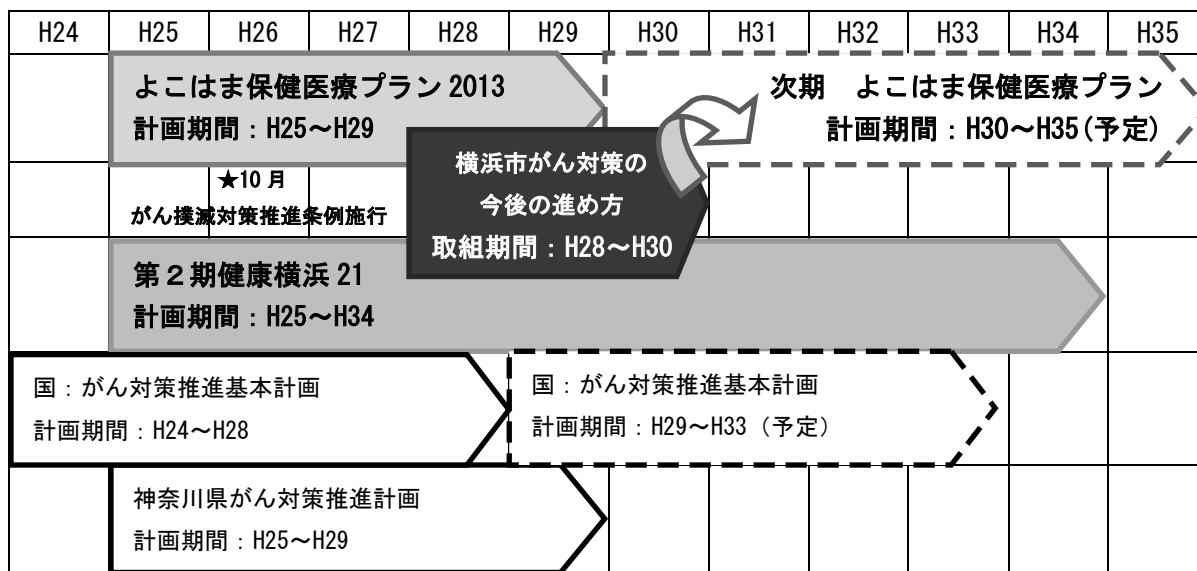 H24 H25 H26 H27 H28 H29 H30 H31 H32 H33 H34 H35
よこはま保健医療プラン 2013
計画期間：H25～H29
次期　よこはま保健医療プラン
計画期間：H30～H35(予定)
横浜市がん対策の
今後の進め方
取組期間：H28～H30
★10 月
がん撲滅対策推進条例施行
第２期健康横浜 21
計画期間：H25～H34
国：がん対策推進基本計画
計画期間：H24～H28
国：がん対策推進基本計画
計画期間：H29～H33（予定）
神奈川県がん対策推進計画
計画期間：H25～H29